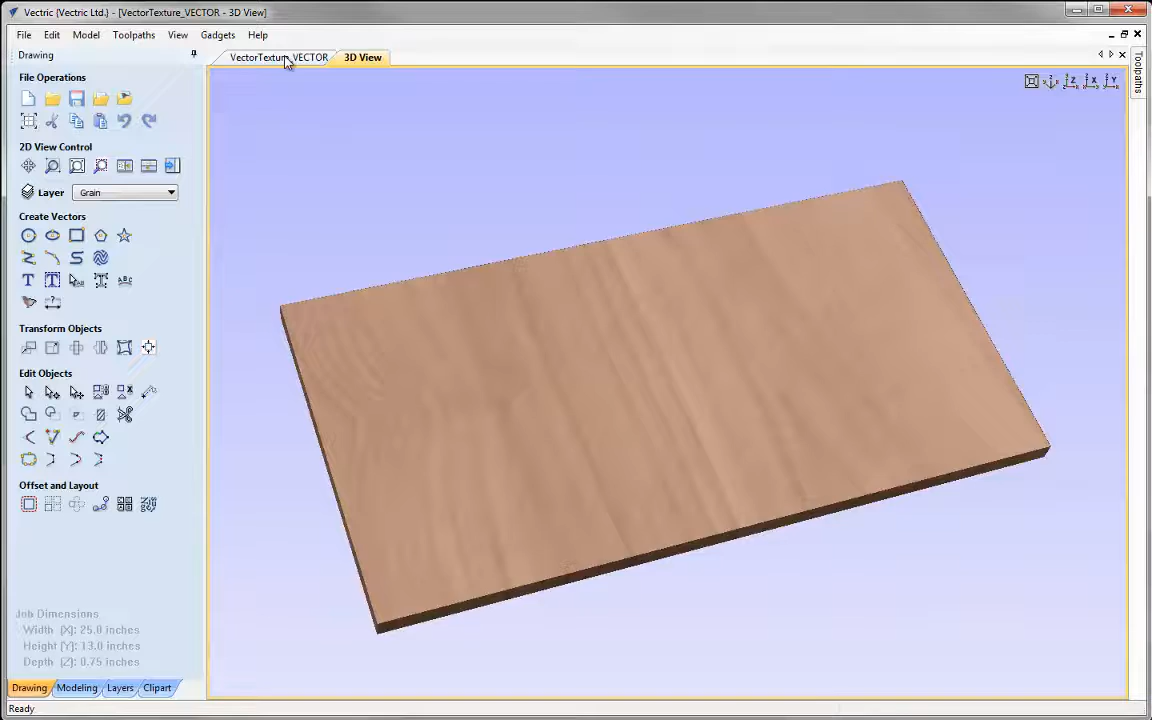 Vectric {Vectric Ltd.} - [VectorTexture_VECTOR - 3D View]
File Edit Model Toolpaths View Gadgets Help
Drawing
VectorTexture_VECTOR 3D View
Toolpaths
File Operations
2D View Control
Layer Grain
Create Vectors
Transform Objects
Edit Objects
Offset and Layout
Job Dimensions
Width (X): 25.0 inches
Height (Y): 13.0 inches
Depth (Z): 0.75 inches
Drawing Modeling Layers Clipart
Ready